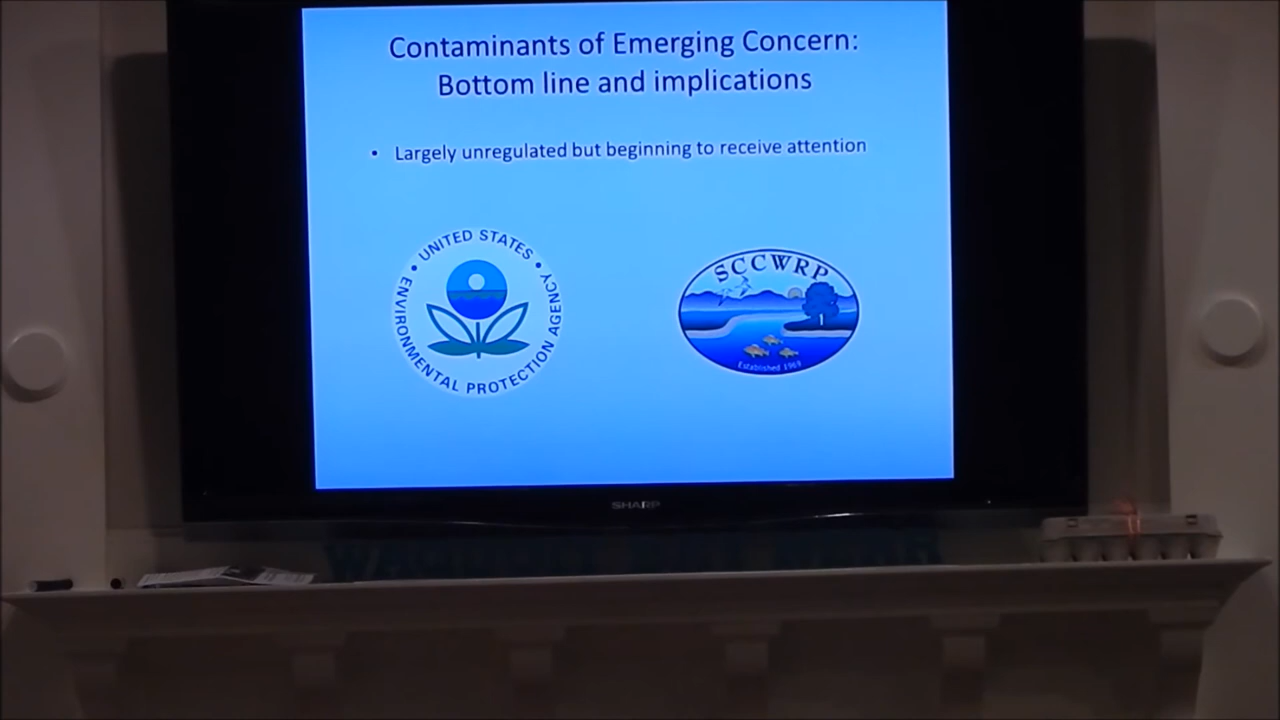 Contaminants of Emerging Concern:
Bottom line and implications
• Largely unregulated but beginning to receive attention
• UNITED STATES •
ENVIRONMENTAL PROTECTION AGENCY
SCCWRP
Established 1969
SHARP